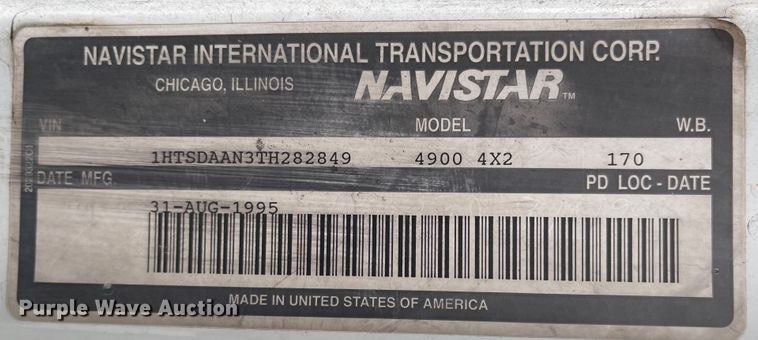 NAVISTAR INTERNATIONAL TRANSPORTATION CORP.
CHICAGO, ILLINOIS NAVISTAR TM
VIN MODEL W.B.
1HTSDAAN3TH282849 4900 4X2 170
DATE MFG. PD LOC - DATE
31-AUG-1995
MADE IN UNITED STATES OF AMERICA
Purple Wave Auction